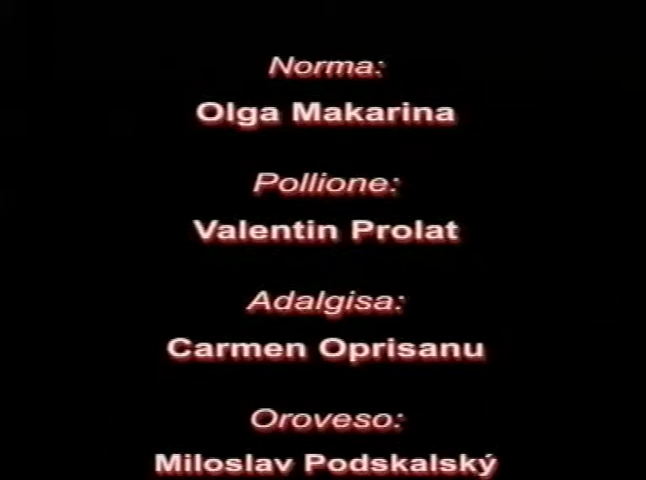 Norma:
Olga Makarina
Pollione:
Valentin Prolat
Adalgisa:
Carmen Oprisanu
Oroveso:
Miloslav Podskalský